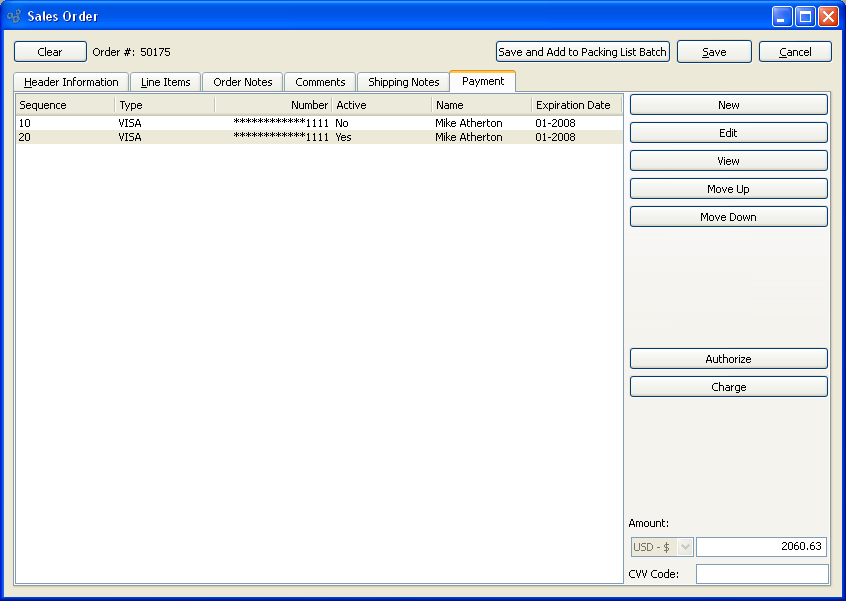 Sales Order
Clear Order #: 50175 Save and Add to Packing List Batch Save Cancel
Header Information Line Items Order Notes Comments Shipping Notes Payment
Sequence Type Number Active Name Expiration Date New
10 VISA ************1111 No Mike Atherton 01-2008
20 VISA ************1111 Yes Mike Atherton 01-2008
Edit
View
Move Up
Move Down
Authorize
Charge
Amount:
USD - $ 2060.63
CVV Code: